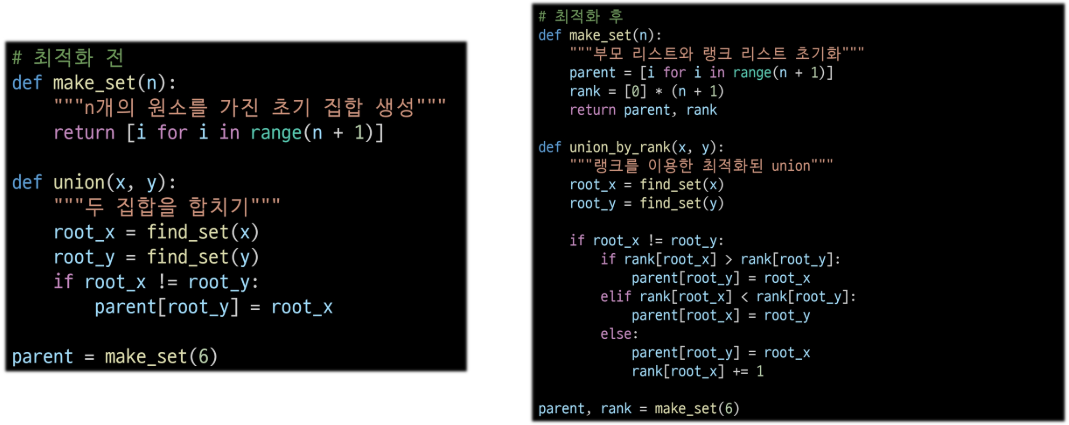 # 최적화 전
def make_set(n):
    """n개의 원소를 가진 초기 집합 생성"""
    return [i for i in range(n + 1)]

def union(x, y):
    """두 집합을 합치기"""
    root_x = find_set(x)
    root_y = find_set(y)
    if root_x != root_y:
        parent[root_y] = root_x

parent = make_set(6)

# 최적화 후
def make_set(n):
    """부모 리스트와 랭크 리스트 초기화"""
    parent = [i for i in range(n + 1)]
    rank = [0] * (n + 1)
    return parent, rank

def union_by_rank(x, y):
    """랭크를 이용한 최적화된 union"""
    root_x = find_set(x)
    root_y = find_set(y)

    if root_x != root_y:
        if rank[root_x] > rank[root_y]:
            parent[root_y] = root_x
        elif rank[root_x] < rank[root_y]:
            parent[root_x] = root_y
        else:
            parent[root_y] = root_x
            rank[root_x] += 1

parent, rank = make_set(6)